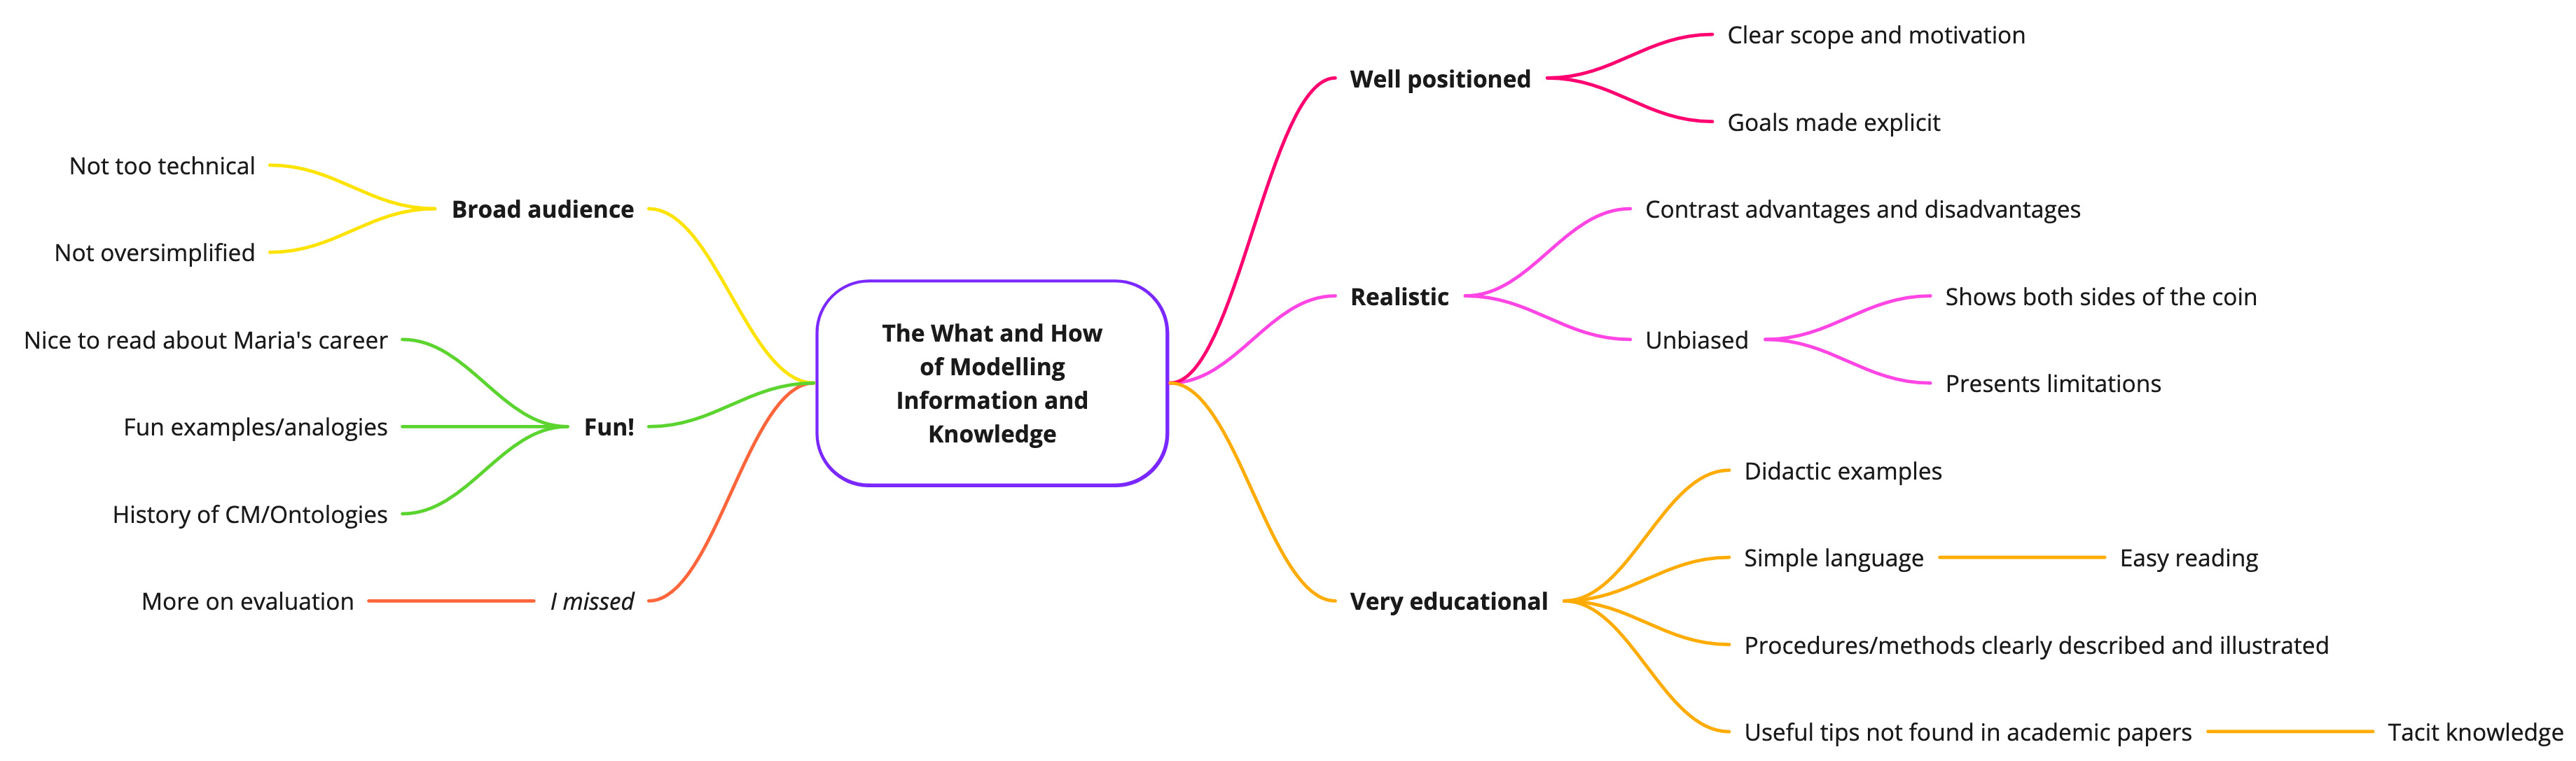 The What and How
of Modelling
Information and
Knowledge
Well positioned
Clear scope and motivation
Goals made explicit
Realistic
Contrast advantages and disadvantages
Unbiased
Shows both sides of the coin
Presents limitations
Very educational
Didactic examples
Simple language
Easy reading
Procedures/methods clearly described and illustrated
Useful tips not found in academic papers
Tacit knowledge
Broad audience
Not too technical
Not oversimplified
Fun!
Nice to read about Maria's career
Fun examples/analogies
History of CM/Ontologies
I missed
More on evaluation